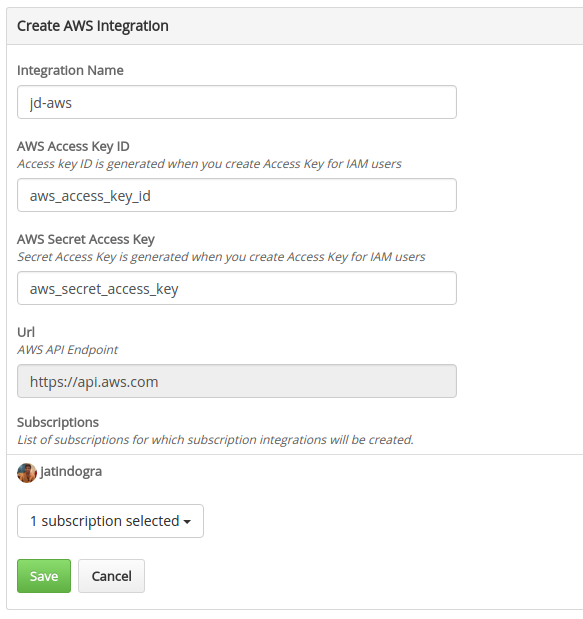 Create AWS Integration
Integration Name
jd-aws
AWS Access Key ID
Access key ID is generated when you create Access Key for IAM users
aws_access_key_id
AWS Secret Access Key
Secret Access Key is generated when you create Access Key for IAM users
aws_secret_access_key
Url
AWS API Endpoint
https://api.aws.com
Subscriptions
List of subscriptions for which subscription integrations will be created.
jatindogra
1 subscription selected
Save Cancel